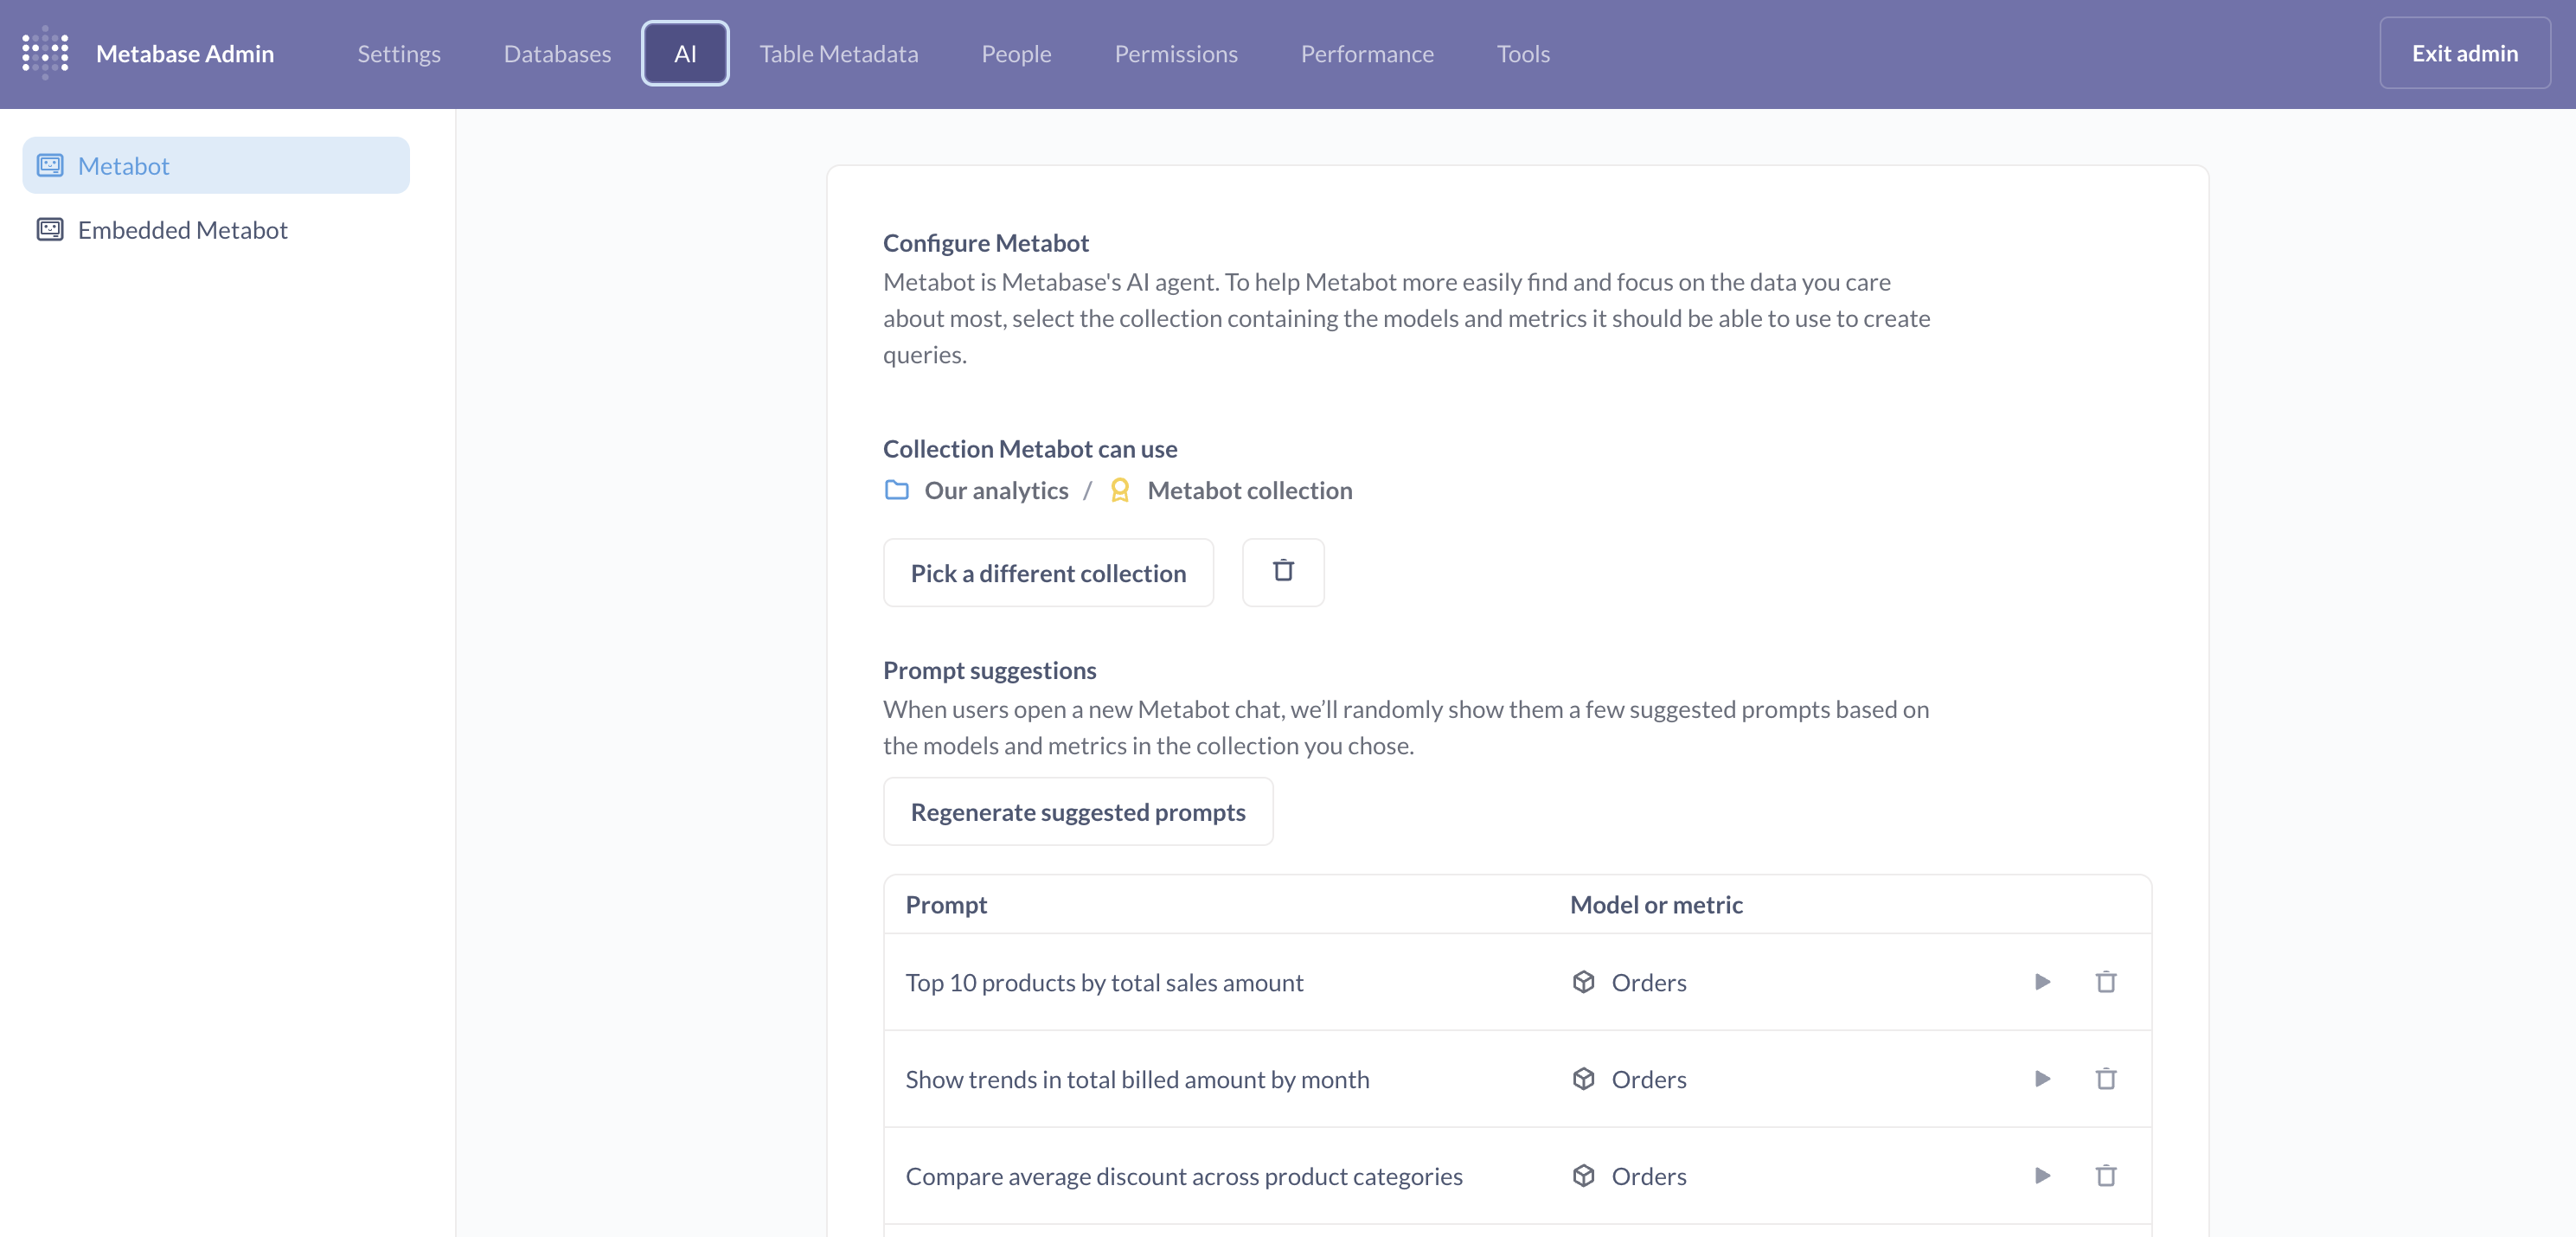 Metabase Admin
Settings
Databases
AI
Table Metadata
People
Permissions
Performance
Tools
Exit admin
Metabot
Embedded Metabot
Configure Metabot
Metabot is Metabase's AI agent. To help Metabot more easily find and focus on the data you care
about most, select the collection containing the models and metrics it should be able to use to create
queries.
Collection Metabot can use
Our analytics / Metabot collection
Pick a different collection
Prompt suggestions
When users open a new Metabot chat, we’ll randomly show them a few suggested prompts based on
the models and metrics in the collection you chose.
Regenerate suggested prompts
Prompt Model or metric
Top 10 products by total sales amount Orders
Show trends in total billed amount by month Orders
Compare average discount across product categories Orders